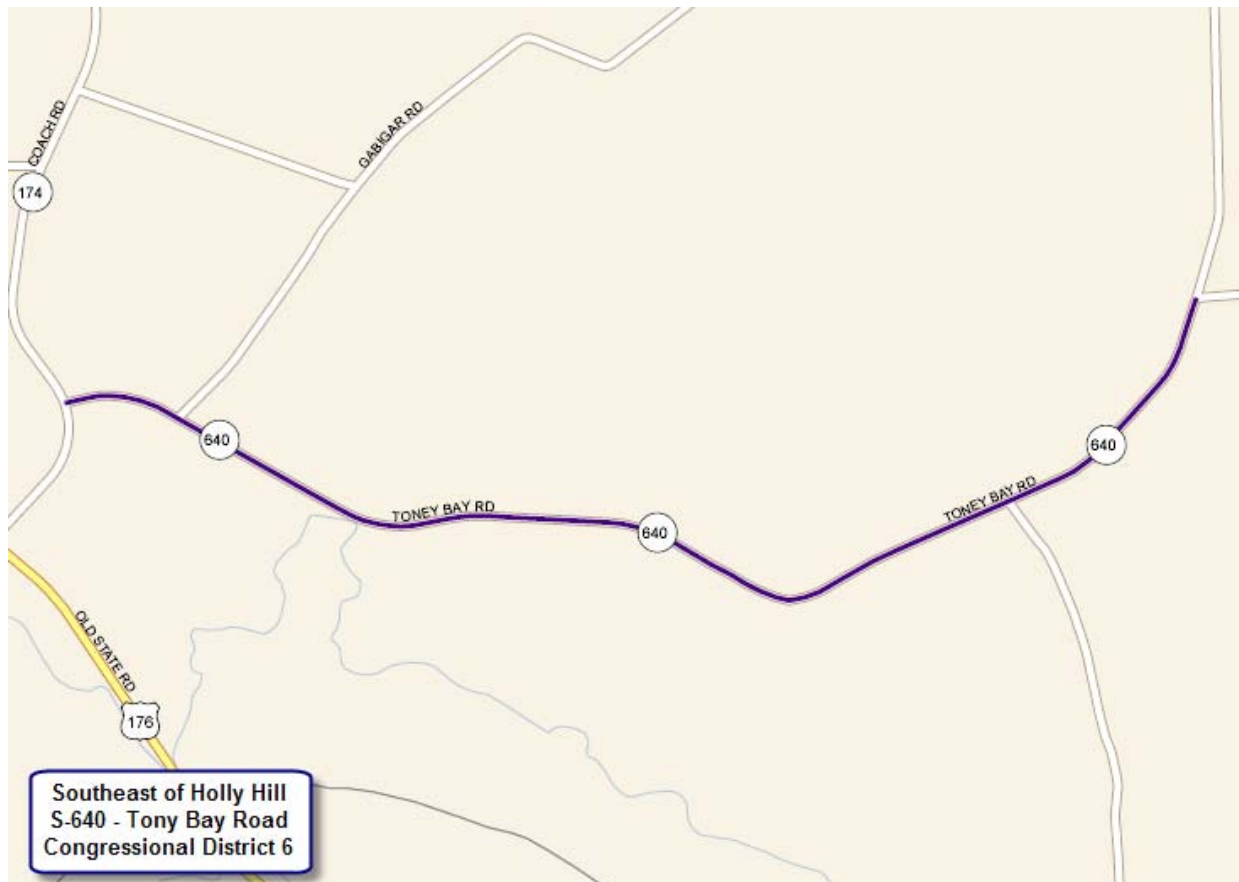 COACH RD
GABIGAR RD
174
640
TONEY BAY RD
640
TONEY BAY RD
640
OLD STATE RD
176
Southeast of Holly Hill
S-640 - Tony Bay Road
Congressional District 6